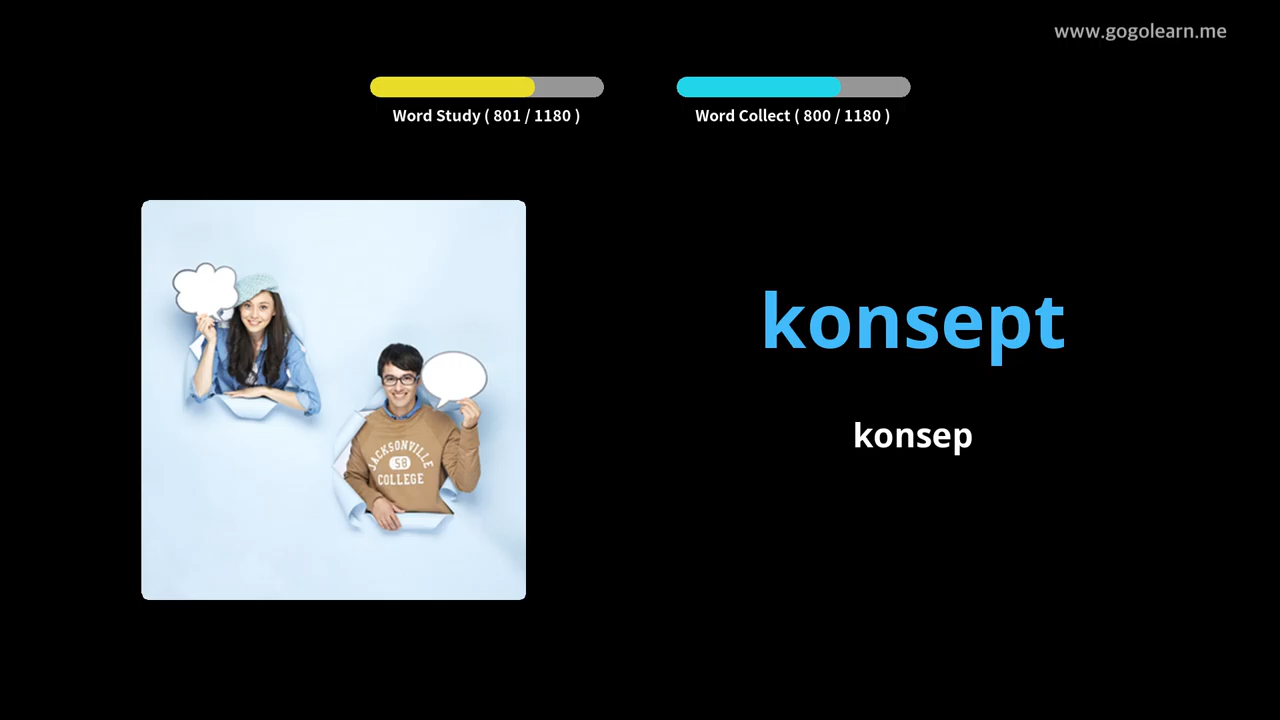 www.gogolearn.me
Word Study ( 801 / 1180 )
Word Collect ( 800 / 1180 )
konsept
konsep
JACKSONVILLE
58
COLLEGE